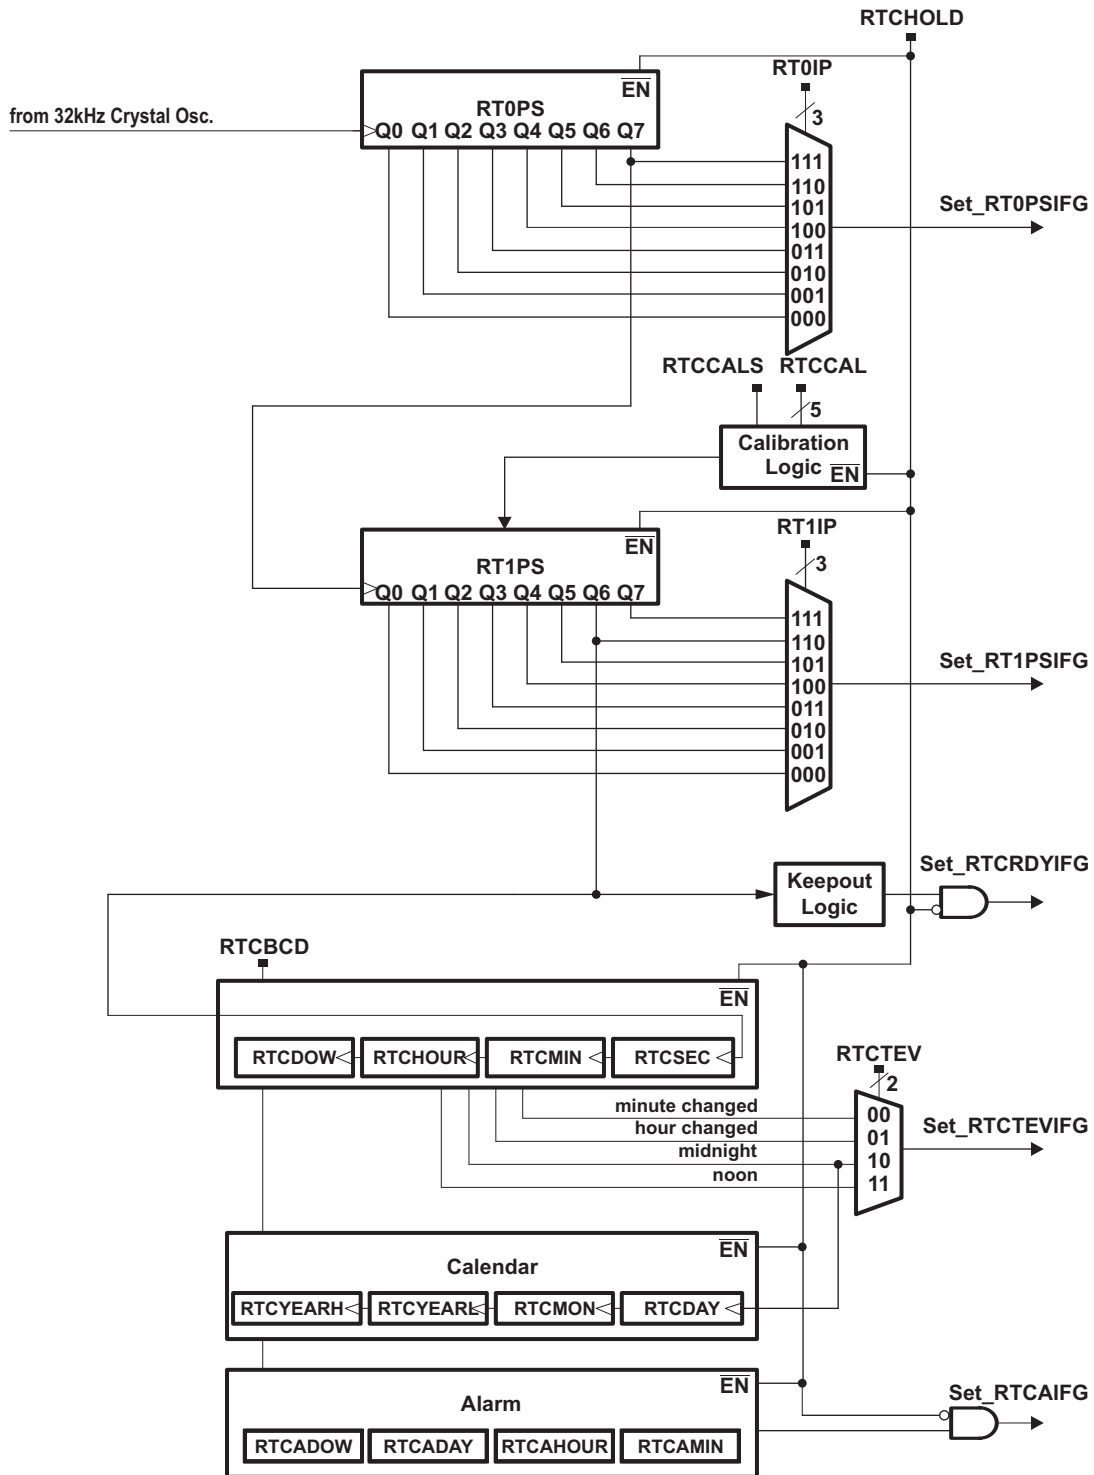 RTCHOLD
RT0IP
EN
from 32kHz Crystal Osc.
RT0PS
3
Q0 Q1 Q2 Q3 Q4 Q5 Q6 Q7
111
110
101
100
011
010
001
000
Set_RT0PSIFG
RTCCALS RTCCAL
5
Calibration
Logic EN
RT1IP
EN
RT1PS
3
Q0 Q1 Q2 Q3 Q4 Q5 Q6 Q7
111
110
101
100
011
010
001
000
Set_RT1PSIFG
Set_RTCRDYIFG
Keepout
Logic
RTCBCD
EN
RTCDOW RTCHOUR RTCMIN RTCSEC
RTCTEV
2
minute changed
hour changed
midnight
noon
00
01
10
11
Set_RTCTEVIFG
EN
Calendar
RTCYEARH RTCYEARL RTCMON RTCDAY
EN
Alarm
RTCADOW RTCADAY RTCAHOUR RTCAMIN
Set_RTCAIFG